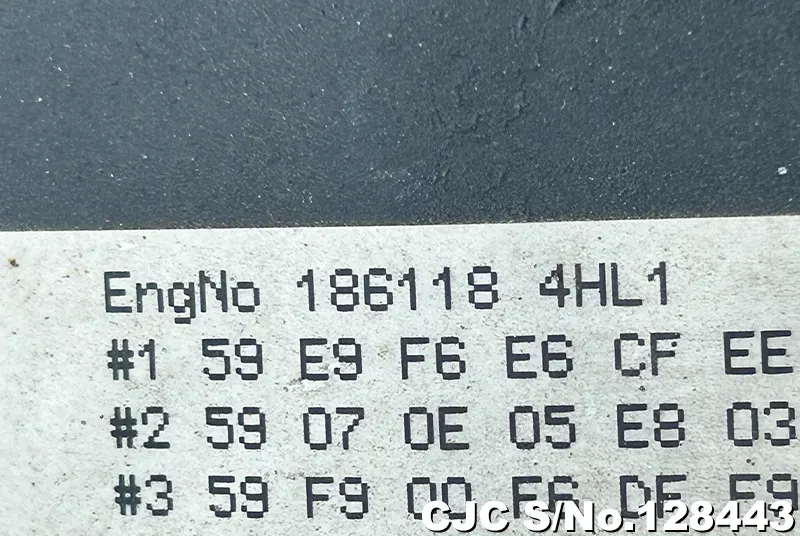 EngNo 186118 4HL1
#1 59 E9 F6 E6 CF EE
#2 59 07 0E 05 E8 03
#3 59 F9 00
CJC S/No.128443